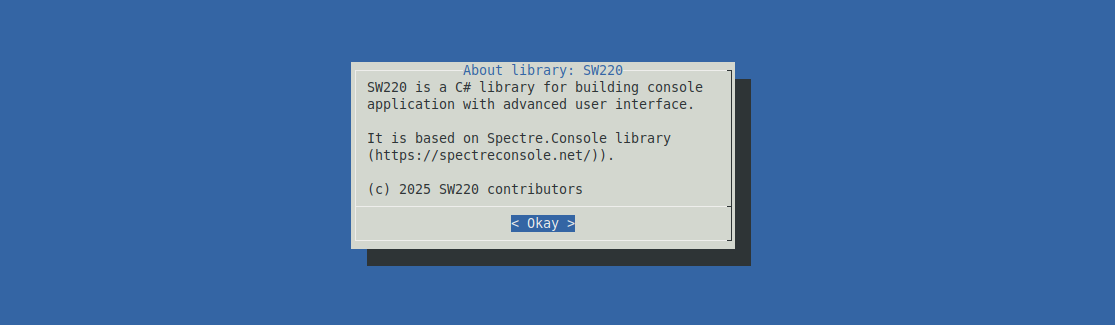 About library: SW220
SW220 is a C# library for building console
application with advanced user interface.
It is based on Spectre.Console library
(https://spectreconsole.net/)).
(c) 2025 SW220 contributors
< Okay >